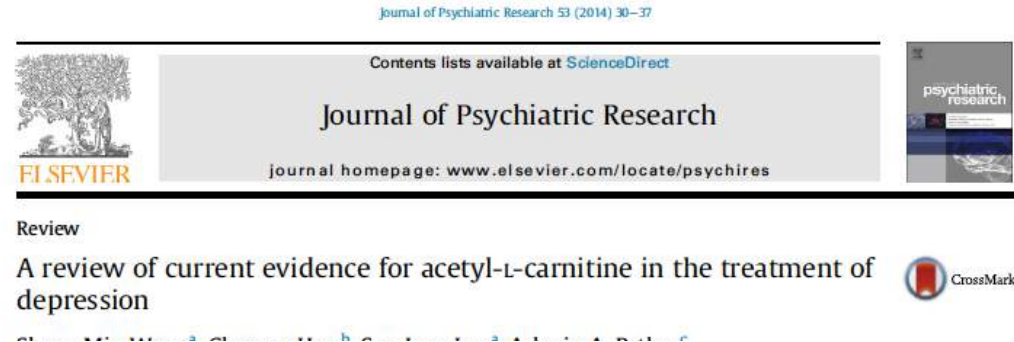 Journal of Psychiatric Research 53 (2014) 30–37
Contents lists available at ScienceDirect
Journal of Psychiatric Research
journal homepage: www.elsevier.com/locate/psychires
ELSEVIER
psychiatric
research
Review
A review of current evidence for acetyl-L-carnitine in the treatment of
depression
CrossMark